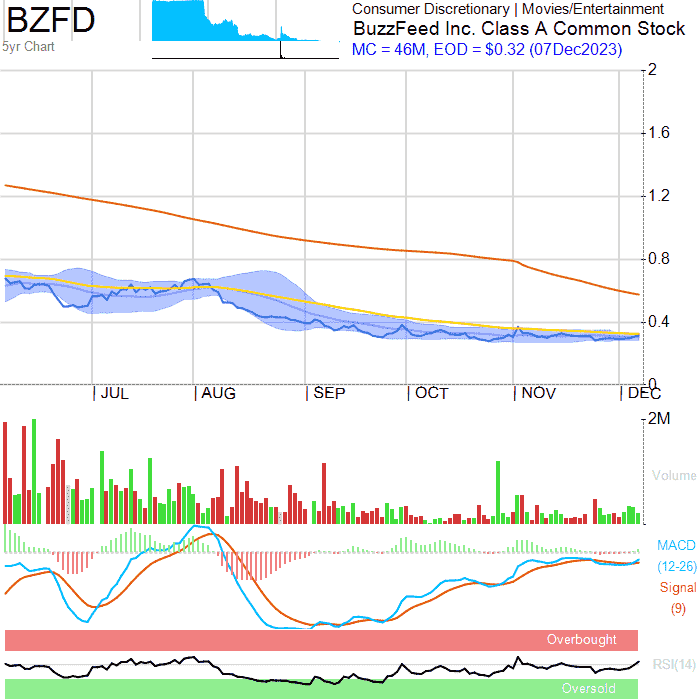 BZFD
5yr Chart
Consumer Discretionary | Movies/Entertainment
BuzzFeed Inc. Class A Common Stock
MC = 46M, EOD = $0.32 (07Dec2023)
2
1.6
1.2
0.8
0.4
0
JUL AUG SEP OCT NOV DEC
2M
Volume
MACD
(12-26)
Signal
(9)
Overbought
RSI(14)
Oversold